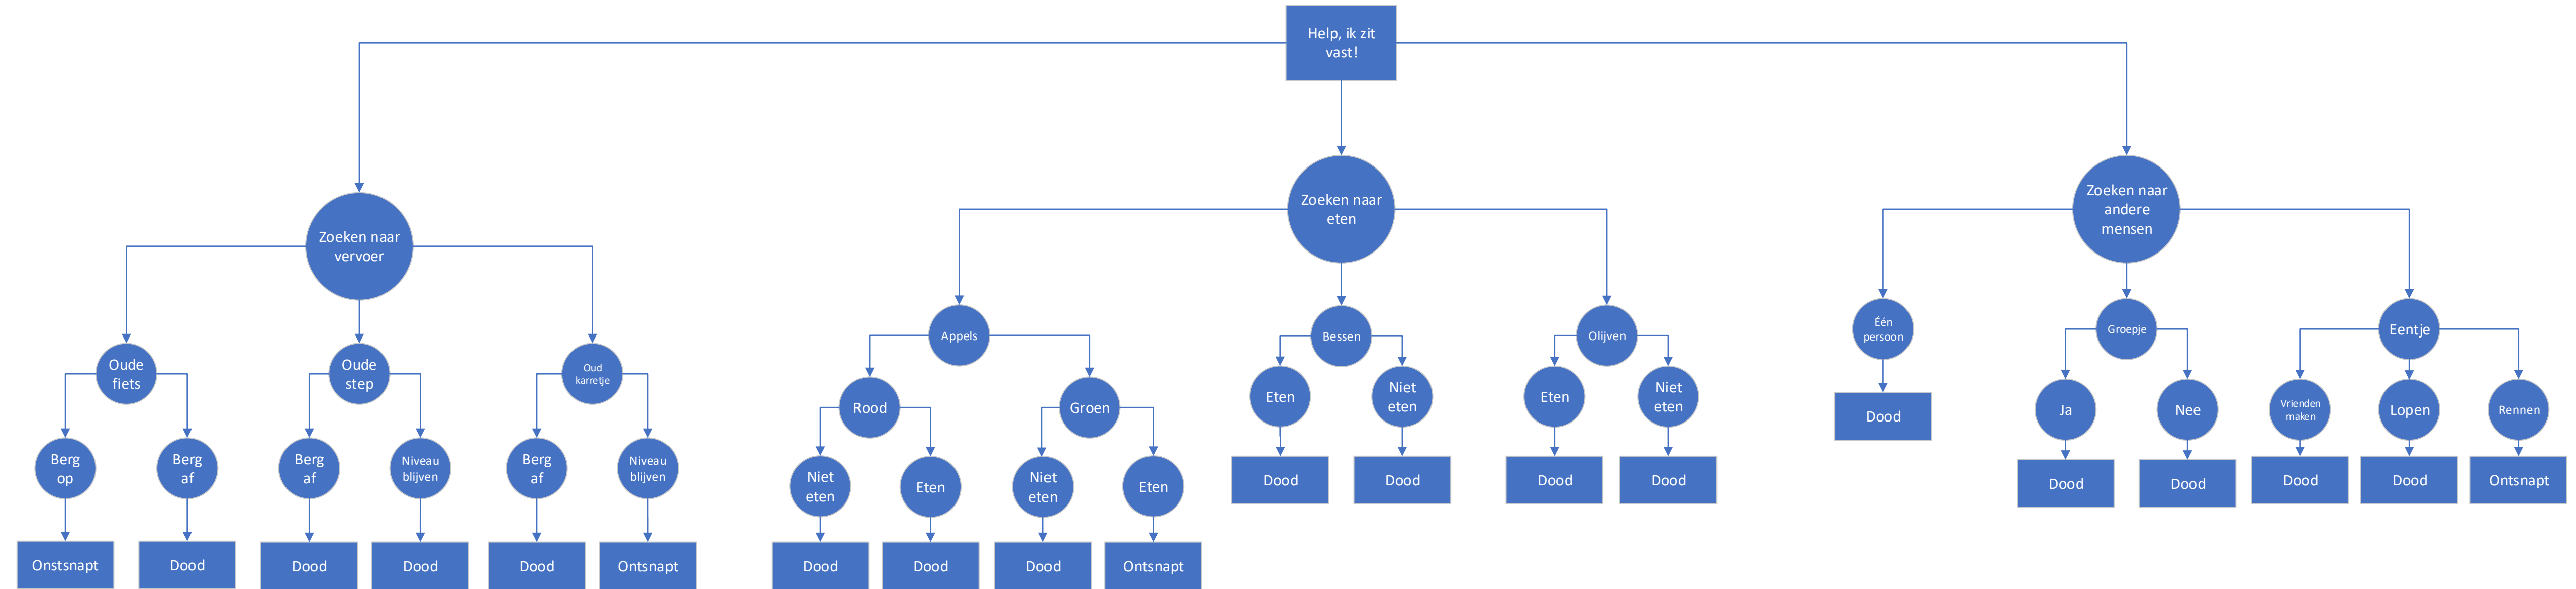 Help, ik zit
vast!
Zoeken naar
vervoer
Zoeken naar
eten
Zoeken naar
andere
mensen
Oude
fiets
Oude
step
Oud
karretje
Appels
Bessen
Olijven
Één
persoon
Groepje
Eentje
Berg
op
Berg
af
Berg
af
Niveau
blijven
Berg
af
Niveau
blijven
Rood
Groen
Eten
Niet
eten
Eten
Niet
eten
Dood
Ja
Nee
Vrienden
maken
Lopen
Rennen
Niet
eten
Eten
Niet
eten
Eten
Dood
Dood
Dood
Dood
Dood
Dood
Dood
Dood
Ontsnapt
Onstsnapt
Dood
Dood
Dood
Dood
Ontsnapt
Dood
Dood
Dood
Ontsnapt